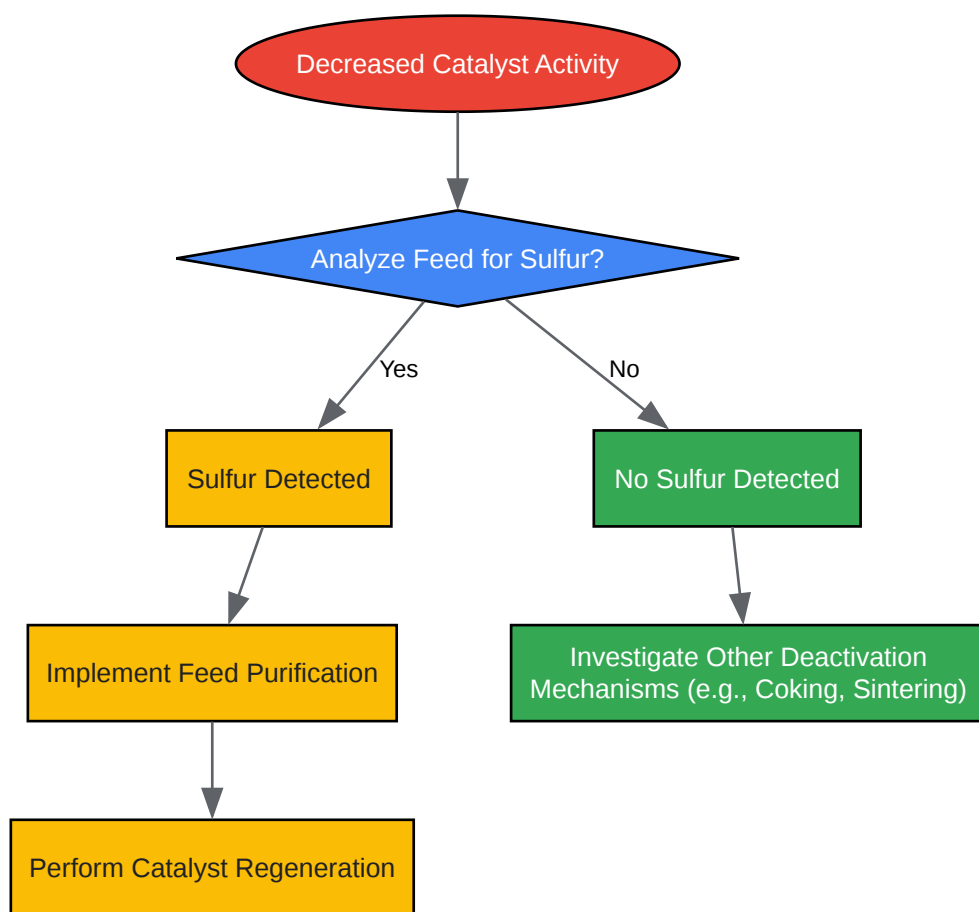 Decreased Catalyst Activity
Analyze Feed for Sulfur?
Yes
No
Sulfur Detected
No Sulfur Detected
Implement Feed Purification
Investigate Other Deactivation
Mechanisms (e.g., Coking, Sintering)
Perform Catalyst Regeneration